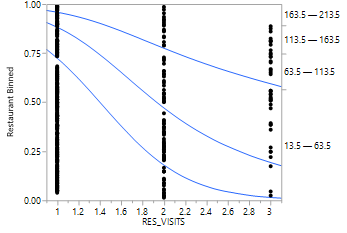 1.00
0.75
0.50
0.25
0.00
Restaurant Binned
163.5 — 213.5
113.5 — 163.5
63.5 — 113.5
13.5 — 63.5
1 1.2 1.4 1.6 1.8 2 2.2 2.4 2.6 2.8 3
RES_VISITS